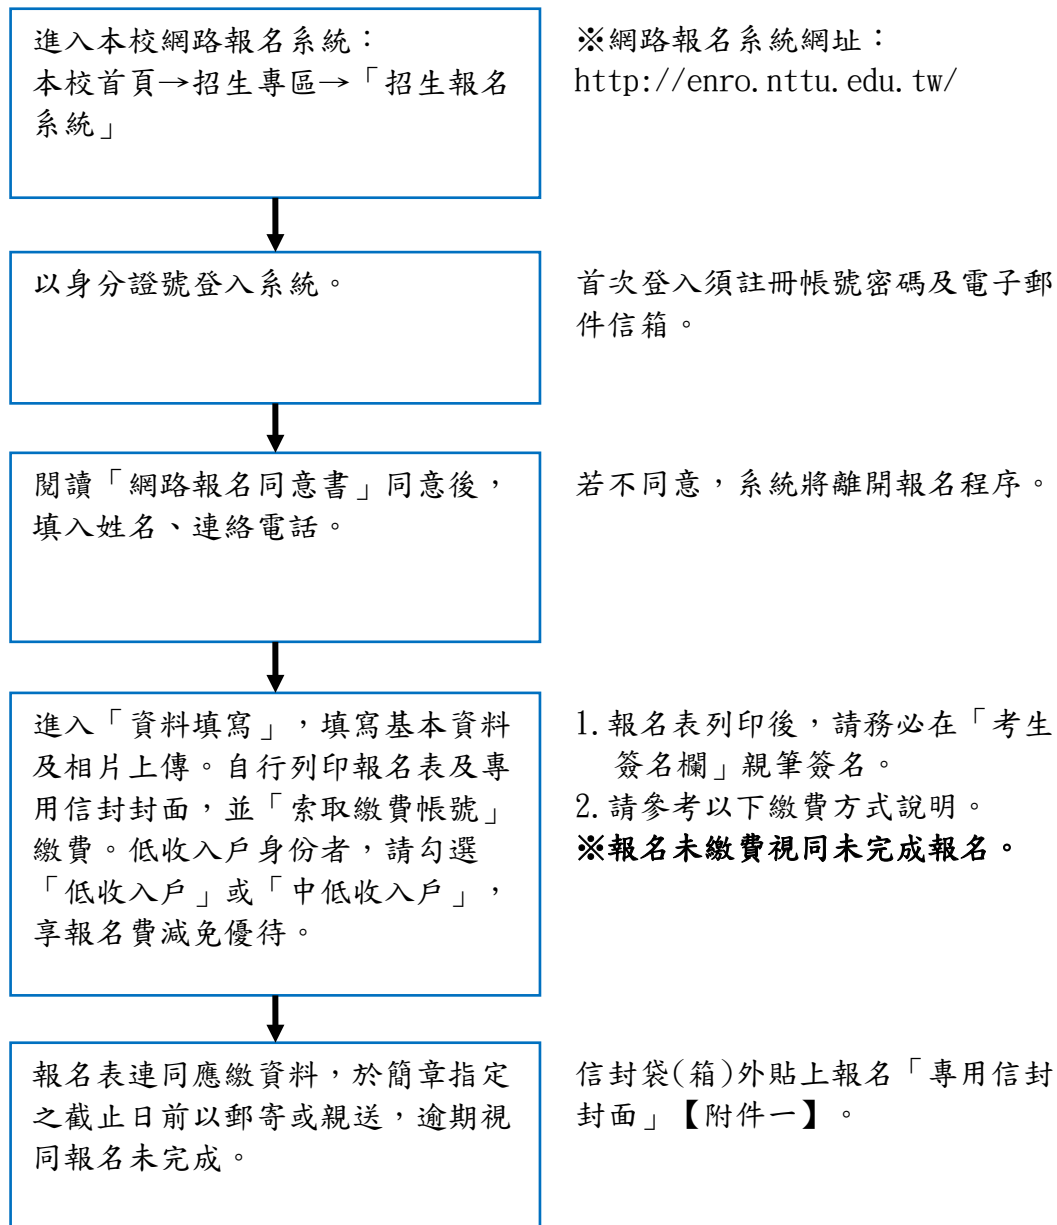 進入本校網路報名系統：
本校首頁→招生專區→「招生報名
系統」
※網路報名系統網址：
http://enro.nttu.edu.tw/
以身分證號登入系統。
首次登入須註冊帳號密碼及電子郵
件信箱。
閱讀「網路報名同意書」同意後，
填入姓名、連絡電話。
若不同意，系統將離開報名程序。
進入「資料填寫」，填寫基本資料
及相片上傳。自行列印報名表及專
用信封封面，並「索取繳費帳號」
繳費。低收入戶身份者，請勾選
「低收入戶」或「中低收入戶」，
享報名費減免優待。
1.報名表列印後，請務必在「考生
簽名欄」親筆簽名。
2.請參考以下繳費方式說明。
※報名未繳費視同未完成報名。
報名表連同應繳資料，於簡章指定
之截止日前以郵寄或親送，逾期視
同報名未完成。
信封袋(箱)外貼上報名「專用信封
封面」【附件一】。